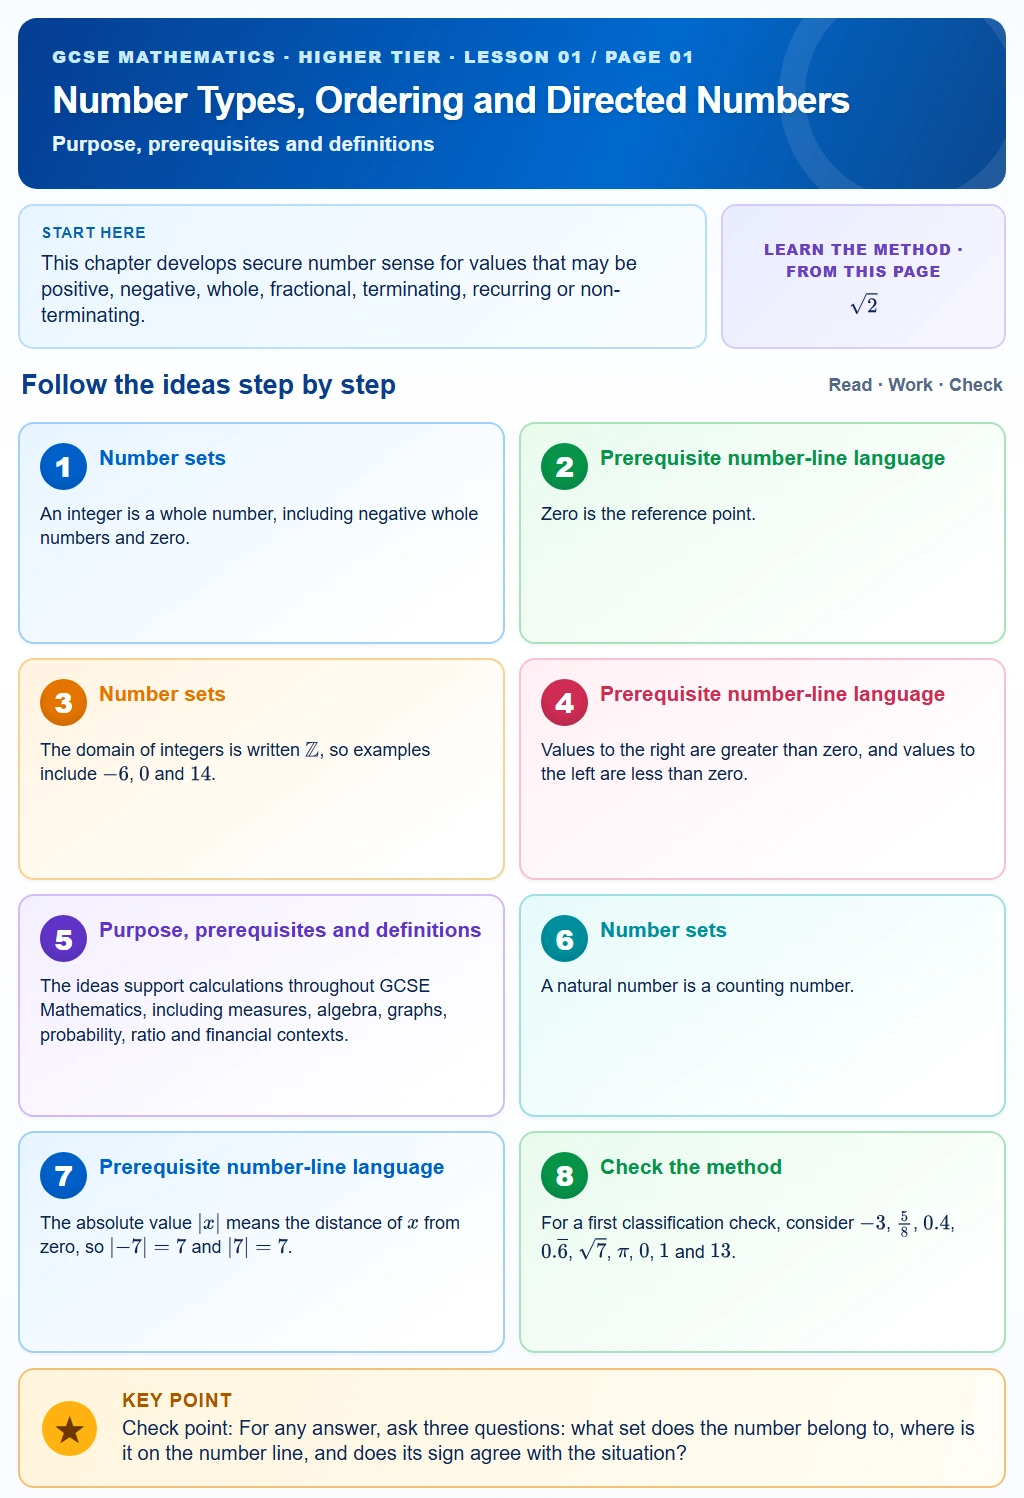 GCSE MATHEMATICS · HIGHER TIER · LESSON 01 / PAGE 01
Number Types, Ordering and Directed Numbers
Purpose, prerequisites and definitions
START HERE
This chapter develops secure number sense for values that may be
positive, negative, whole, fractional, terminating, recurring or non-
terminating.
LEARN THE METHOD ·
FROM THIS PAGE
√2
Follow the ideas step by step
Read · Work · Check
1 Number sets
An integer is a whole number, including negative whole
numbers and zero.
2 Prerequisite number-line language
Zero is the reference point.
3 Number sets
The domain of integers is written ℤ, so examples
include −6, 0 and 14.
4 Prerequisite number-line language
Values to the right are greater than zero, and values to
the left are less than zero.
5 Purpose, prerequisites and definitions
The ideas support calculations throughout GCSE
Mathematics, including measures, algebra, graphs,
probability, ratio and financial contexts.
6 Number sets
A natural number is a counting number.
7 Prerequisite number-line language
The absolute value |x| means the distance of x from
zero, so |−7| = 7 and |7| = 7.
8 Check the method
For a first classification check, consider −3, 5/8, 0.4,
0.6̅, √7, π, 0, 1 and 13.
KEY POINT
Check point: For any answer, ask three questions: what set does the number belong to, where is
it on the number line, and does its sign agree with the situation?